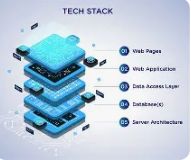 TECH STACK
01 Web Pages
02 Web Application
03 Data Access Layer
04 Database(s)
05 Server Architecture